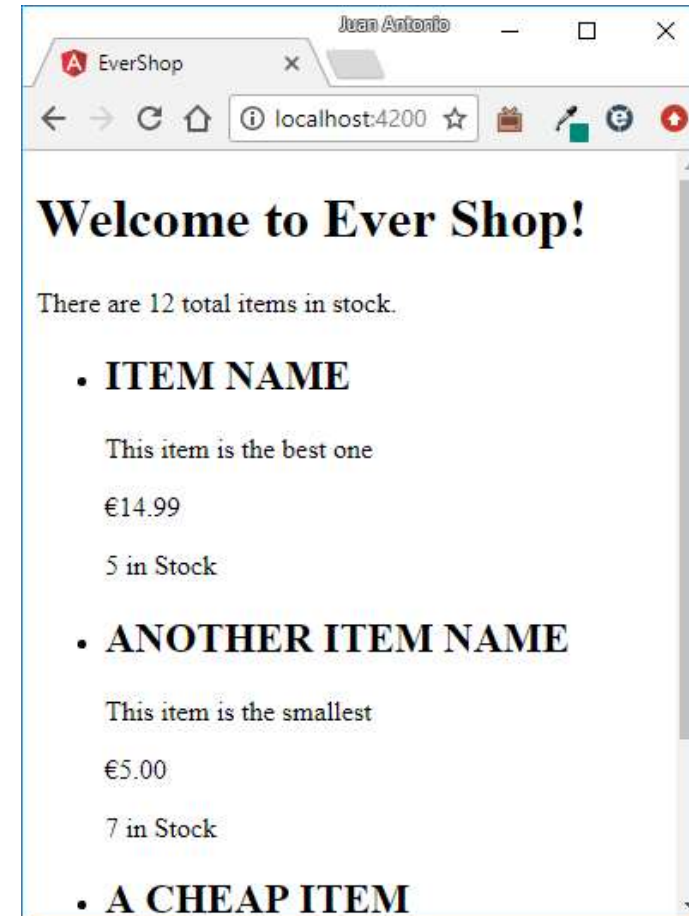 Juan Antonio
EverShop
localhost:4200
Welcome to Ever Shop!
There are 12 total items in stock.
ITEM NAME
This item is the best one
€14.99
5 in Stock
ANOTHER ITEM NAME
This item is the smallest
€5.00
7 in Stock
A CHEAP ITEM